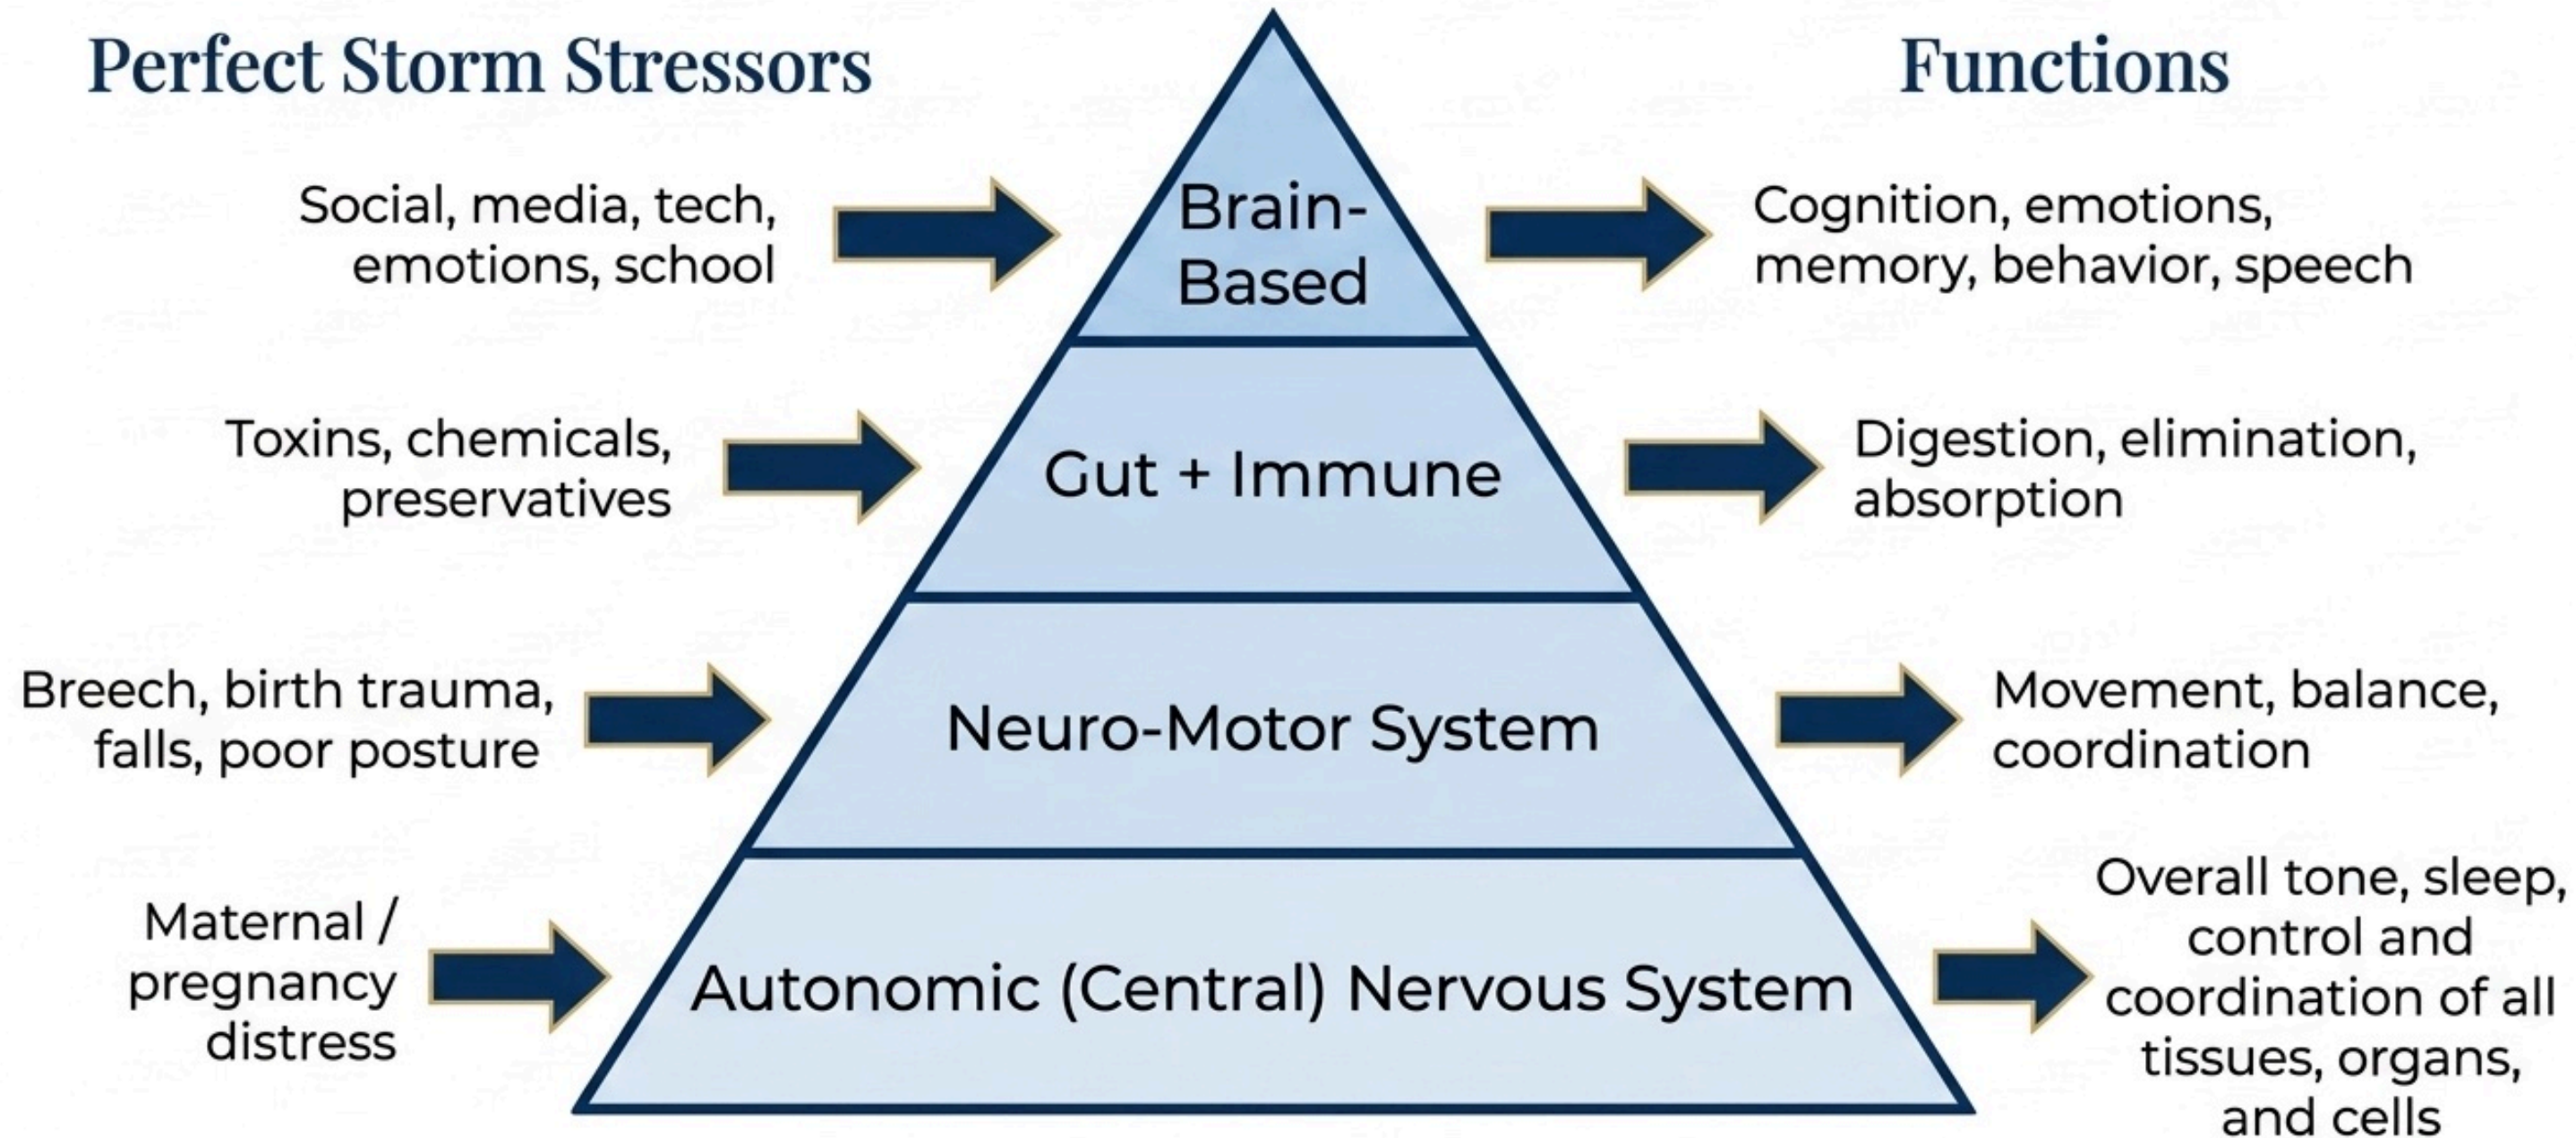 Perfect Storm Stressors
Functions
Social, media, tech,
emotions, school
Brain-
Based
Cognition, emotions,
memory, behavior, speech
Toxins, chemicals,
preservatives
Gut + Immune
Digestion, elimination,
absorption
Breech, birth trauma,
falls, poor posture
Neuro-Motor System
Movement, balance,
coordination
Maternal /
pregnancy
distress
Autonomic (Central) Nervous System
Overall tone, sleep,
control and
coordination of all
tissues, organs,
and cells